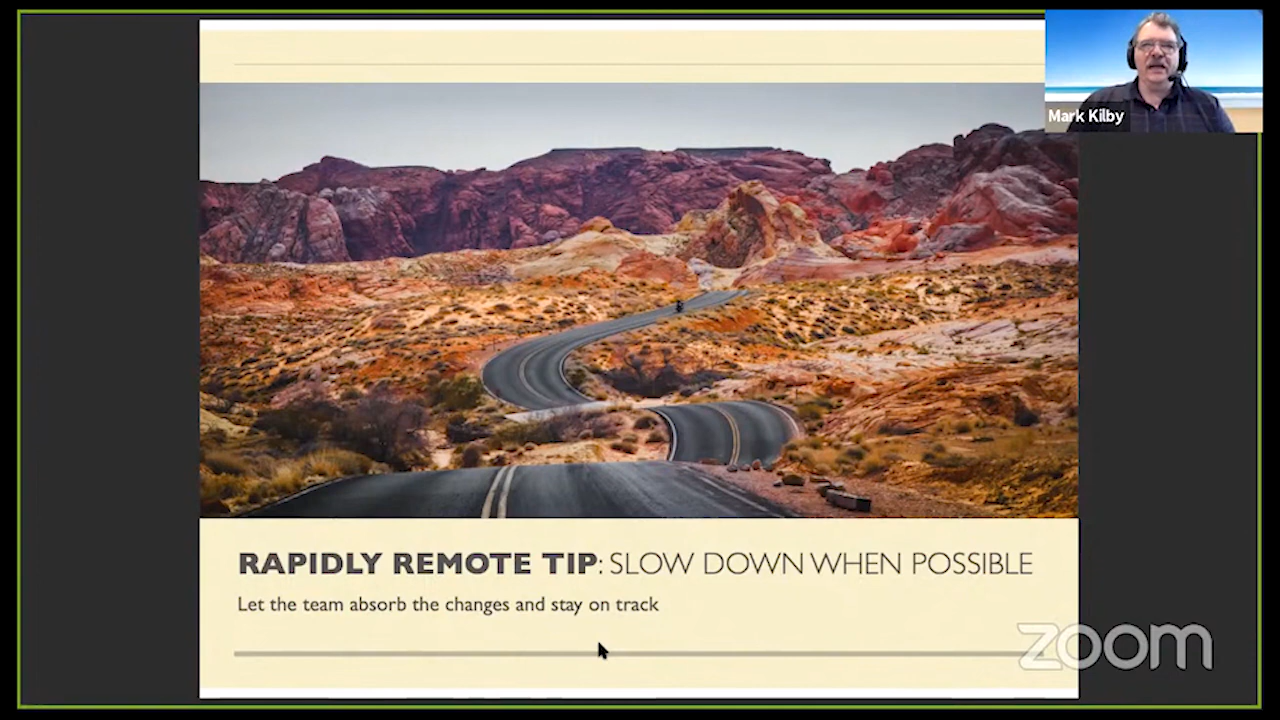 Mark Kilby
RAPIDLY REMOTE TIP: SLOW DOWN WHEN POSSIBLE
Let the team absorb the changes and stay on track
zoom